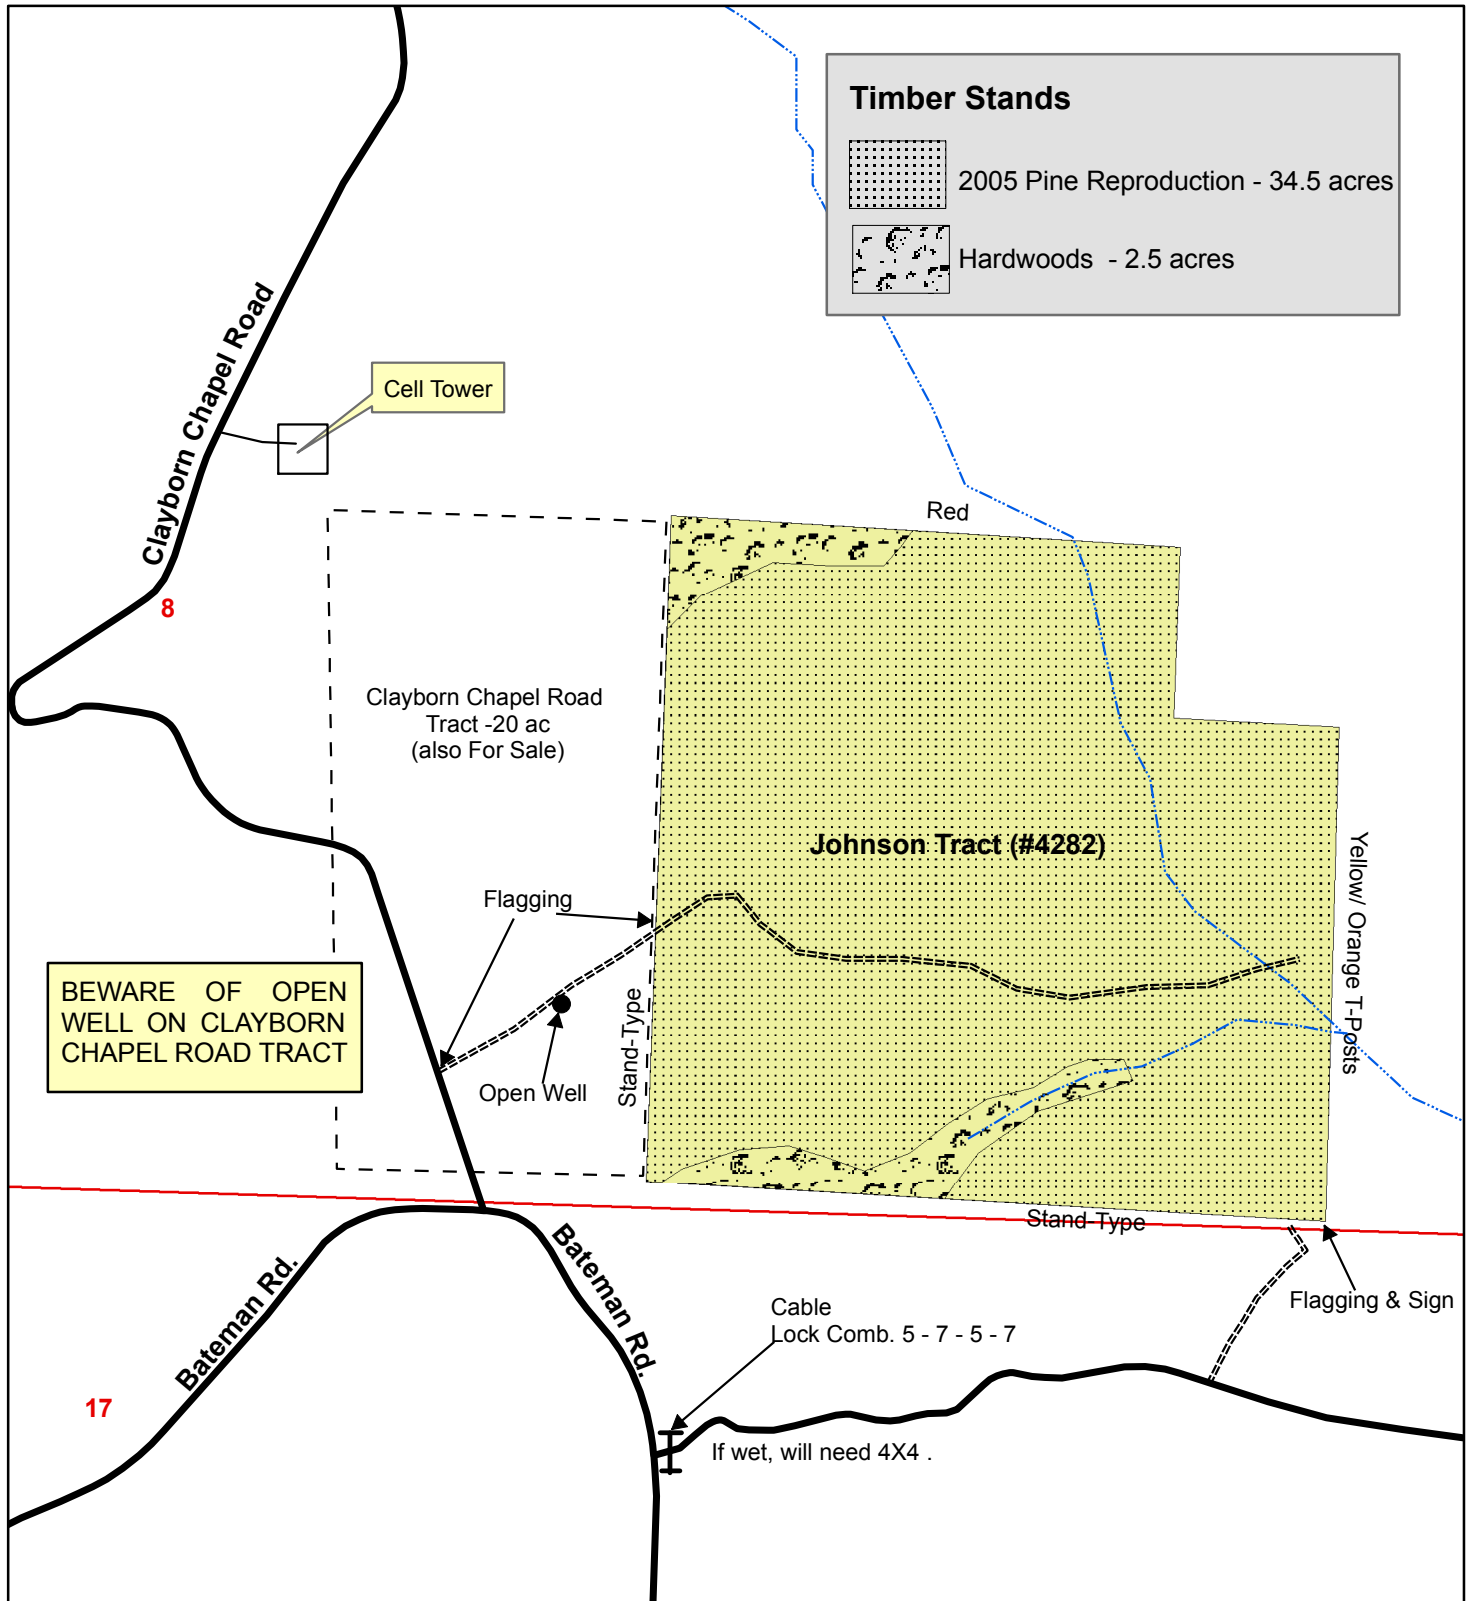 Timber Stands
2005 Pine Reproduction - 34.5 acres
Hardwoods - 2.5 acres
Clayborn Chapel Road
Cell Tower
Red
8
Clayborn Chapel Road
Tract -20 ac
(also For Sale)
Johnson Tract (#4282)
Yellow/ Orange T-Posts
Flagging
BEWARE OF OPEN
WELL ON CLAYBORN
CHAPEL ROAD TRACT
Stand-Type
Open Well
Stand-Type
Bateman Rd.
Bateman Rd.
Flagging & Sign
Cable
Lock Comb. 5 - 7 - 5 - 7
17
If wet, will need 4X4 .